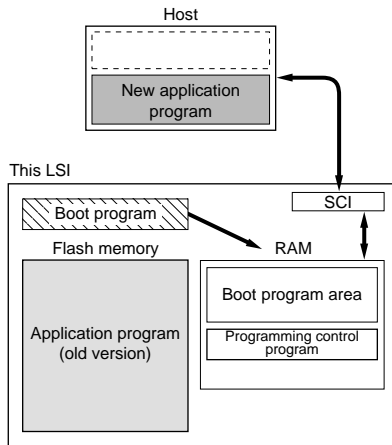 Host
New application
program
This LSI
SCI
Boot program
Flash memory
RAM
Application program
(old version)
Boot program area
Programming control
program